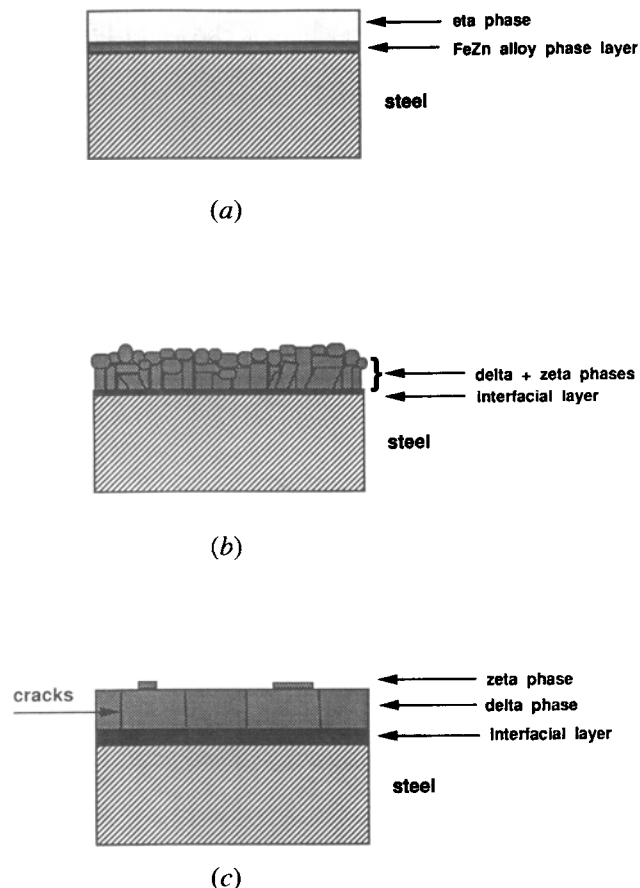 eta phase
FeZn alloy phase layer
steel
(a)
delta + zeta phases
Interfacial layer
steel
(b)
zeta phase
cracks
delta phase
Interfacial layer
steel
(c)